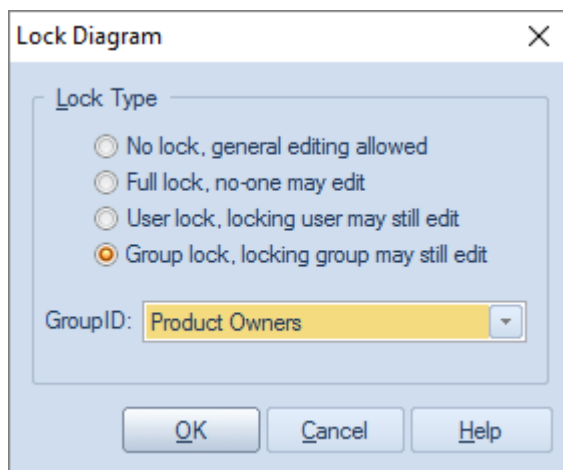 Lock Diagram
Lock Type
No lock, general editing allowed
Full lock, no-one may edit
User lock, locking user may still edit
Group lock, locking group may still edit
GroupID: Product Owners
OK Cancel Help